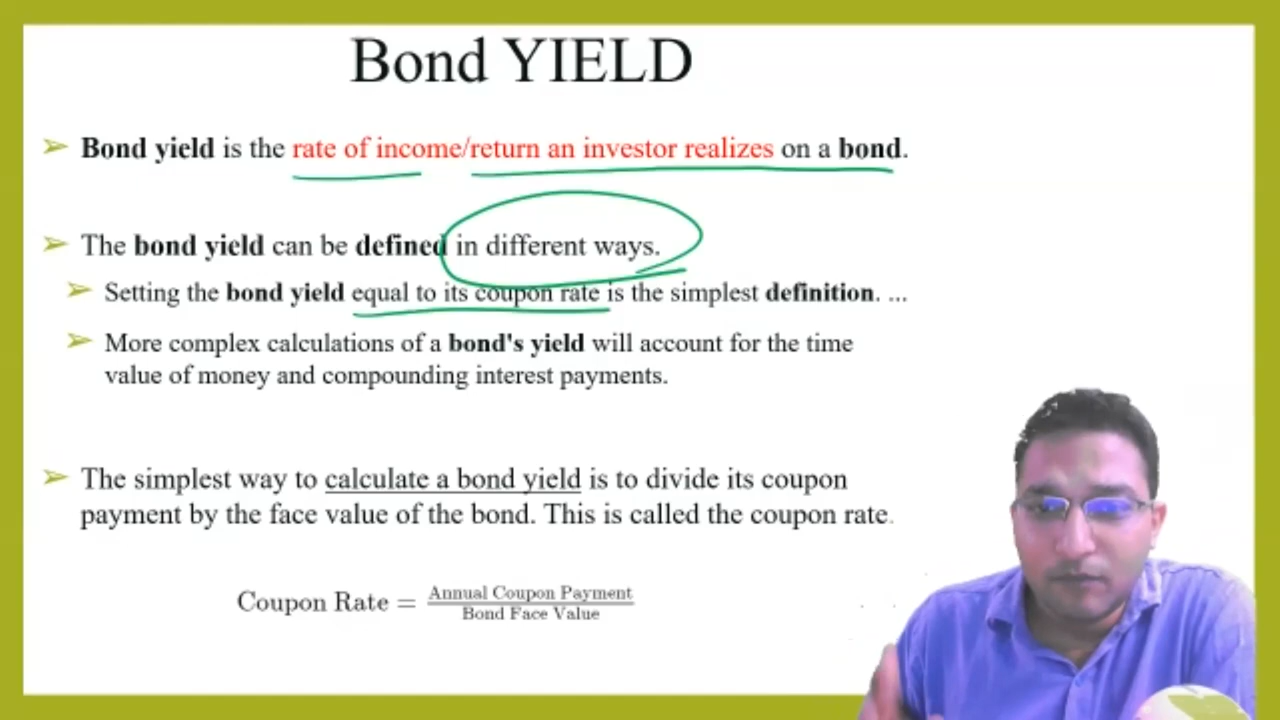 Bond YIELD
➢ Bond yield is the rate of income/return an investor realizes on a bond.
➢ The bond yield can be defined in different ways.
➢ Setting the bond yield equal to its coupon rate is the simplest definition. ...
➢ More complex calculations of a bond's yield will account for the time
value of money and compounding interest payments.
➢ The simplest way to calculate a bond yield is to divide its coupon
payment by the face value of the bond. This is called the coupon rate.
Coupon Rate = Annual Coupon Payment
Bond Face Value